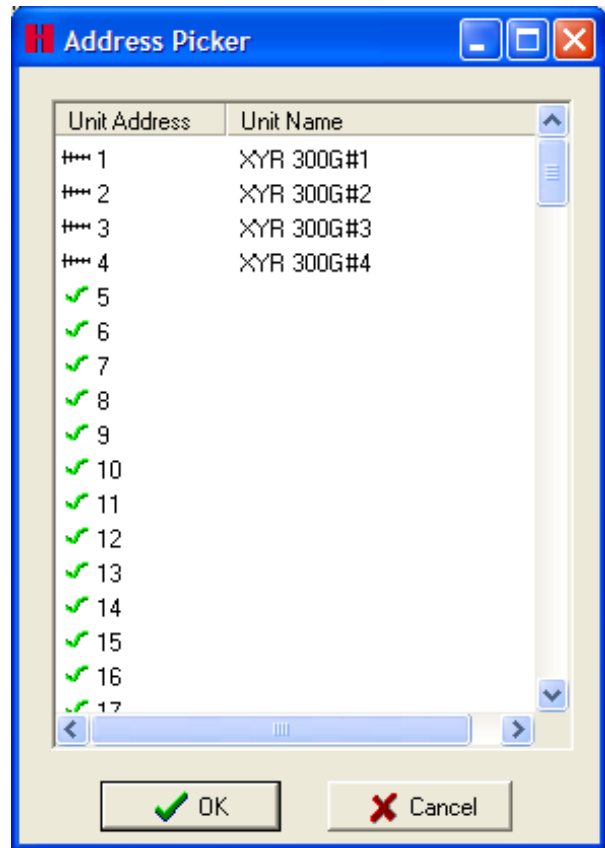 Address Picker
Unit Address Unit Name
1 XYR 300G#1
2 XYR 300G#2
3 XYR 300G#3
4 XYR 300G#4
5
6
7
8
9
10
11
12
13
14
15
16
17
OK Cancel